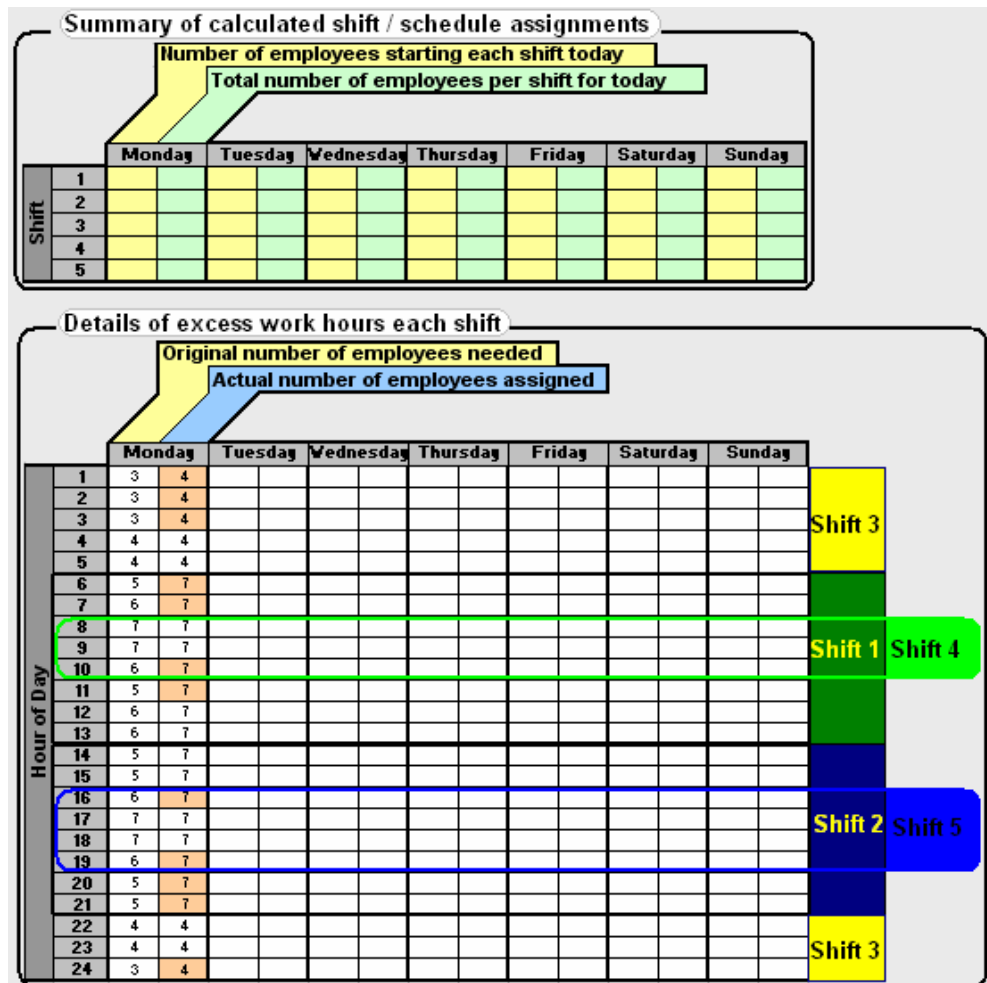 Summary of calculated shift / schedule assignments
Number of employees starting each shift today
Total number of employees per shift for today
Monday Tuesday Wednesday Thursday Friday Saturday Sunday
Shift
1
2
3
4
5
Details of excess work hours each shift
Original number of employees needed
Actual number of employees assigned
Monday Tuesday Wednesday Thursday Friday Saturday Sunday
Hour of Day
1 3 4
2 3 4
3 3 4
Shift 3
4 4 4
5 4 4
6 5 7
7 6 7
8 7 7
9 7 7
Shift 1 Shift 4
10 6 7
11 5 7
12 6 7
13 6 7
14 5 7
15 5 7
16 6 7
17 7 7
Shift 2 Shift 5
18 7 7
19 6 7
20 5 7
21 5 7
22 4 4
23 4 4
Shift 3
24 3 4